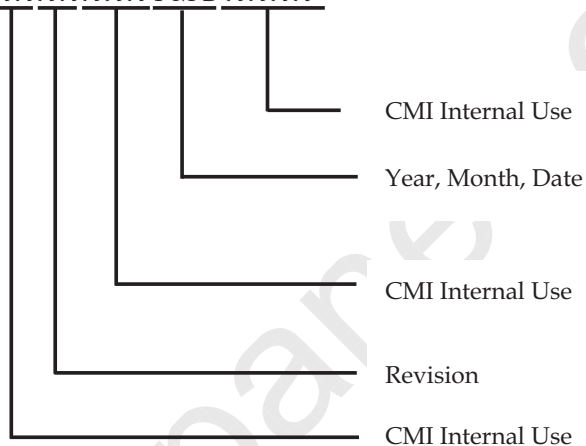 CMI Internal Use
Year, Month, Date
CMI Internal Use
Revision
CMI Internal Use